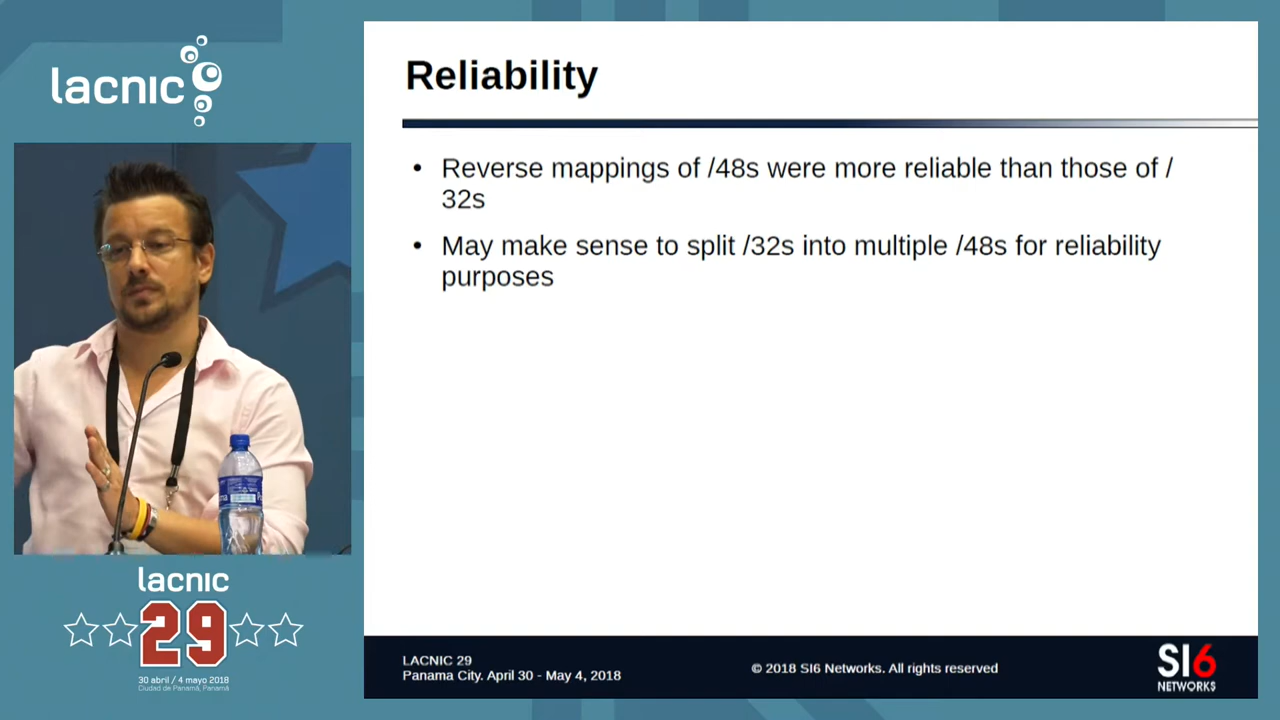 lacnic
Reliability
• Reverse mappings of /48s were more reliable than those of /
32s
• May make sense to split /32s into multiple /48s for reliability
purposes
lacnic
29
30 abril / 4 mayo 2018
Ciudad de Panamá, Panamá
LACNIC 29
Panama City. April 30 - May 4, 2018
© 2018 SI6 Networks. All rights reserved
SI6
NETWORKS